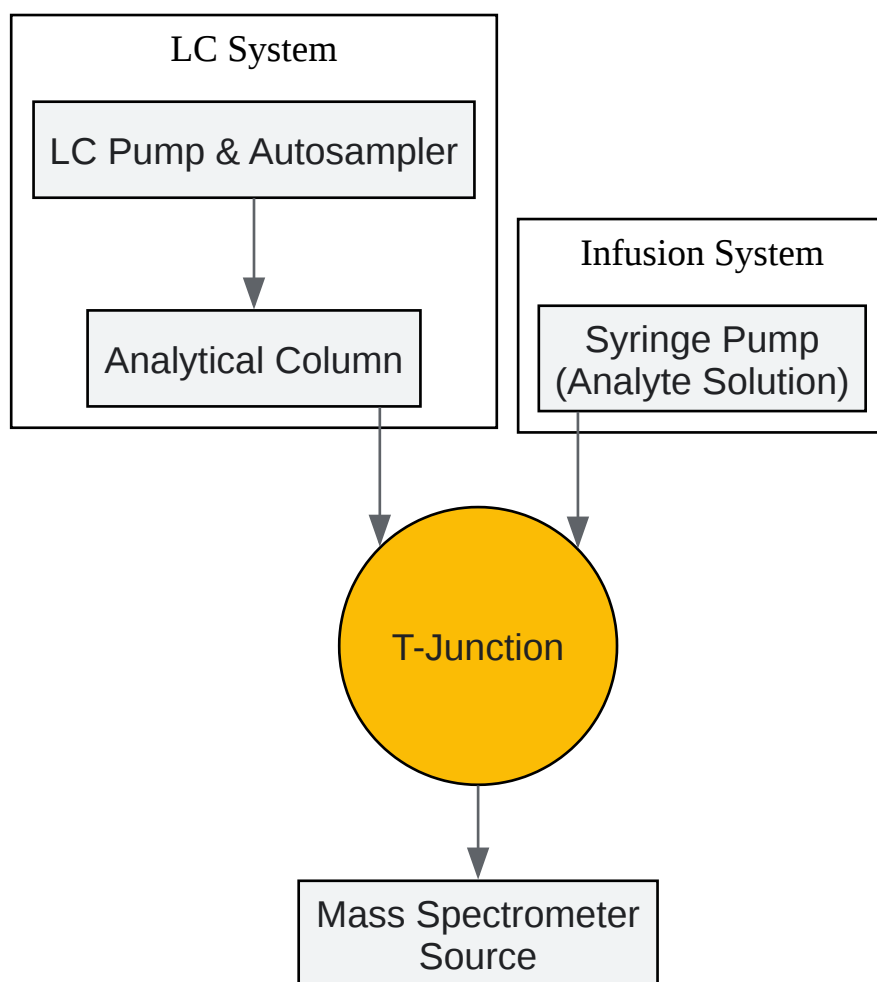 LC System
LC Pump & Autosampler
Analytical Column
Infusion System
Syringe Pump
(Analyte Solution)
T-Junction
Mass Spectrometer
Source